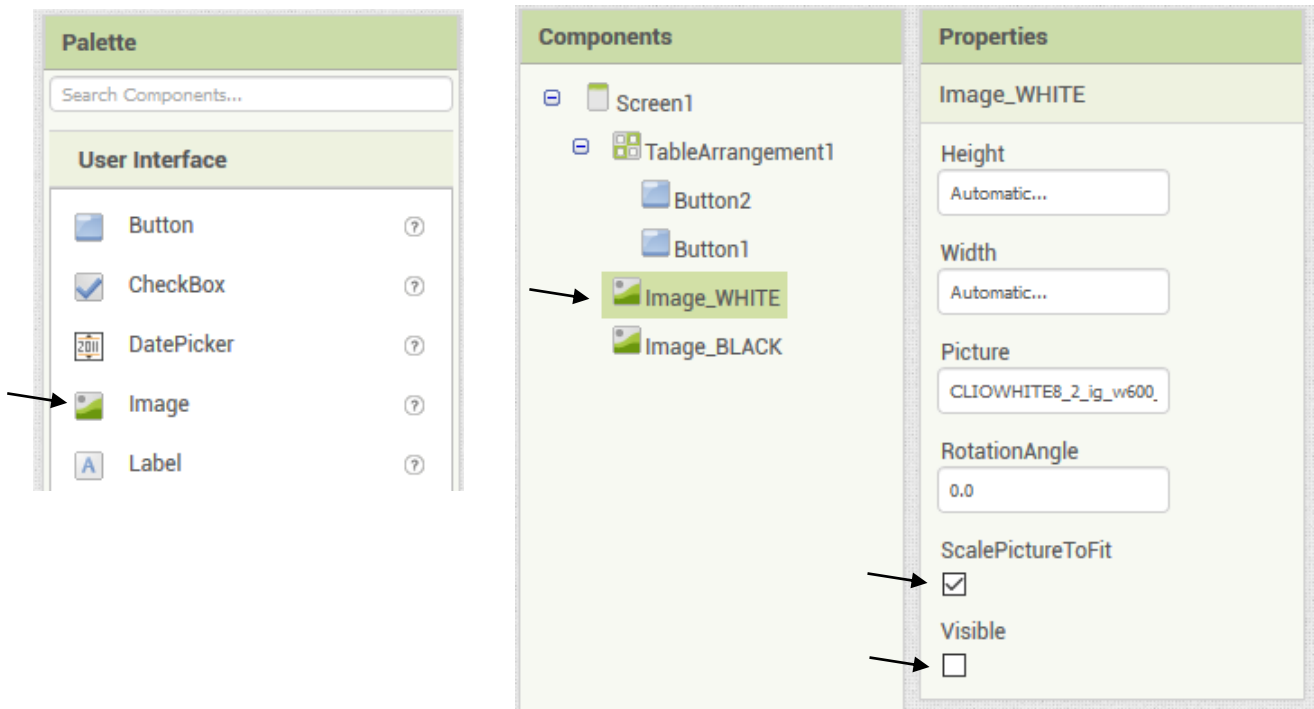 Palette
Search Components...
User Interface
Button
CheckBox
DatePicker
Image
Label
Components
Screen1
TableArrangement1
Button2
Button1
Image_WHITE
Image_BLACK
Properties
Image_WHITE
Height
Automatic...
Width
Automatic...
Picture
CLIOWHITE8_2_ig_w600_
RotationAngle
0.0
ScalePictureToFit
Visible